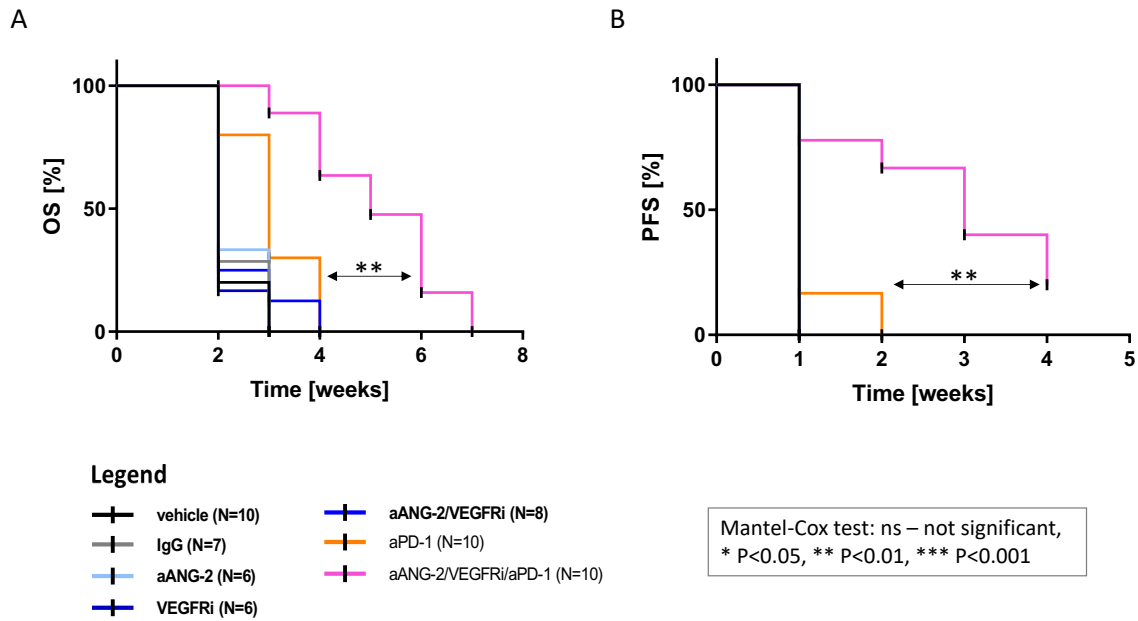 A
B
100
50
0
OS [%]
**
0
2
4
6
8
Time [weeks]
100
50
0
PFS [%]
**
0
1
2
3
4
5
Time [weeks]
Legend
vehicle (N=10)
IgG (N=7)
aANG-2 (N=6)
VEGFRi (N=6)
aANG-2/VEGFRi (N=8)
aPD-1 (N=10)
aANG-2/VEGFRi/aPD-1 (N=10)
Mantel-Cox test: ns – not significant,
* P<0.05, ** P<0.01, *** P<0.001